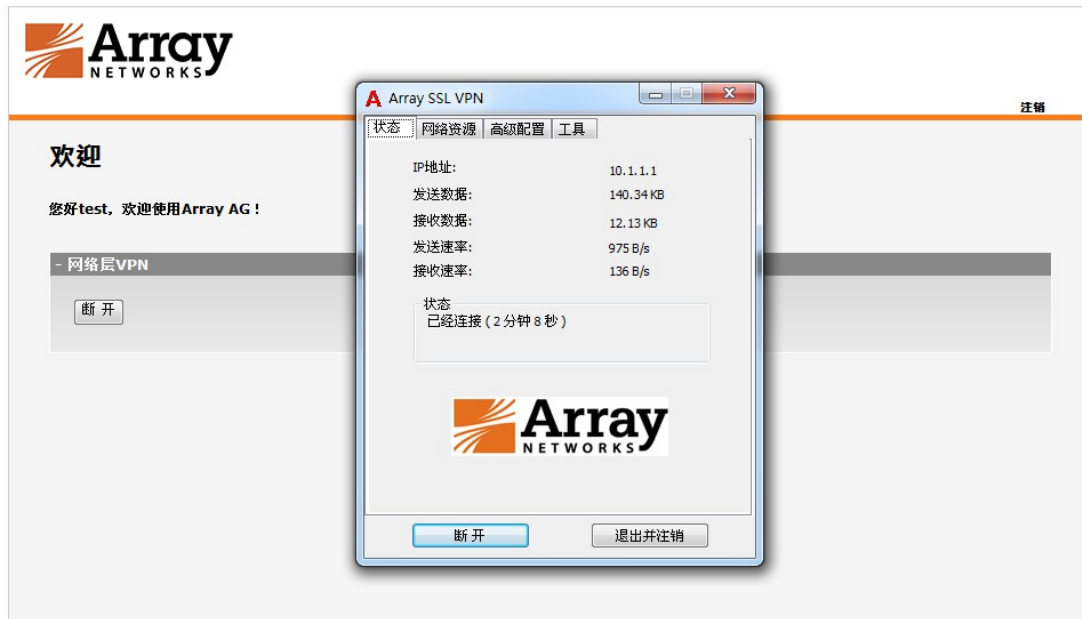 Array
NETWORKS
注销
欢迎
您好test，欢迎使用Array AG！
- 网络层VPN
断 开
Array SSL VPN
状态 网络资源 高级配置 工具
IP地址: 10.1.1.1
发送数据: 140.34 KB
接收数据: 12.13 KB
发送速率: 975 B/s
接收速率: 136 B/s
状态
已经连接 ( 2 分钟 8 秒 )
Array
NETWORKS
断 开 退出并注销